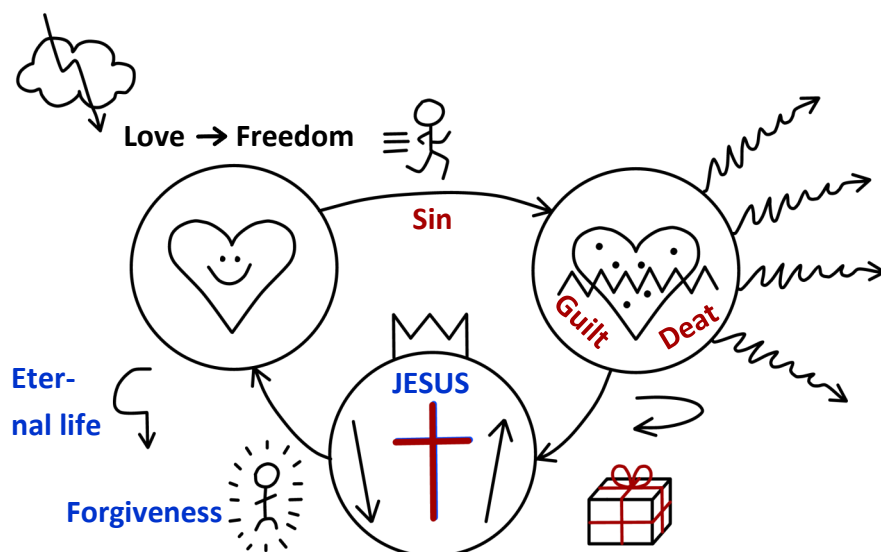 Love → Freedom
Sin
Guilt
Deat
JESUS
Eter-
nal life
Forgiveness